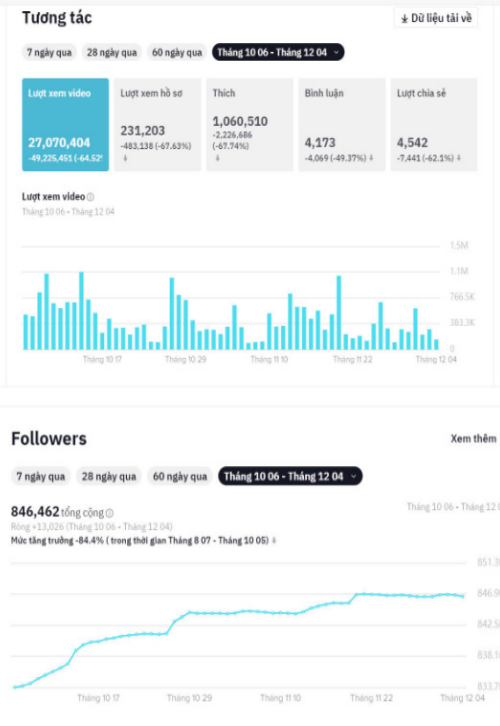 Tương tác
Dữ liệu tải về
7 ngày qua 28 ngày qua 60 ngày qua Tháng 10 06 - Tháng 12 04
Lượt xem video Lượt xem hồ sơ Thích Bình luận Lượt chia sẻ
27,070,404 231,203 1,060,510 4,173 4,542
-49,225,451 (-64.52 -483,138 (-67.63%) -2,226,686 (-67.74%) -4,069 (-49.37%) -7,441 (-62.1%)
Lượt xem video
Tháng 10 06 - Tháng 12 04
1.5M
1.1M
766.5K
383.3K
0
Tháng 10 17 Tháng 10 29 Tháng 11 10 Tháng 11 22 Tháng 12 04
Followers
Xem thêm
7 ngày qua 28 ngày qua 60 ngày qua Tháng 10 06 - Tháng 12 04
846,462 tổng cộng
Tháng 10 06 - Tháng 12 0
Ròng +13,026 (Tháng 10 06 - Tháng 12 04)
Mức tăng trưởng -84.4% ( trong thời gian Tháng 8 07 - Tháng 10 05)
851.3
846.9
842.5
838.1
833.7
Tháng 10 17 Tháng 10 29 Tháng 11 10 Tháng 11 22 Tháng 12 04